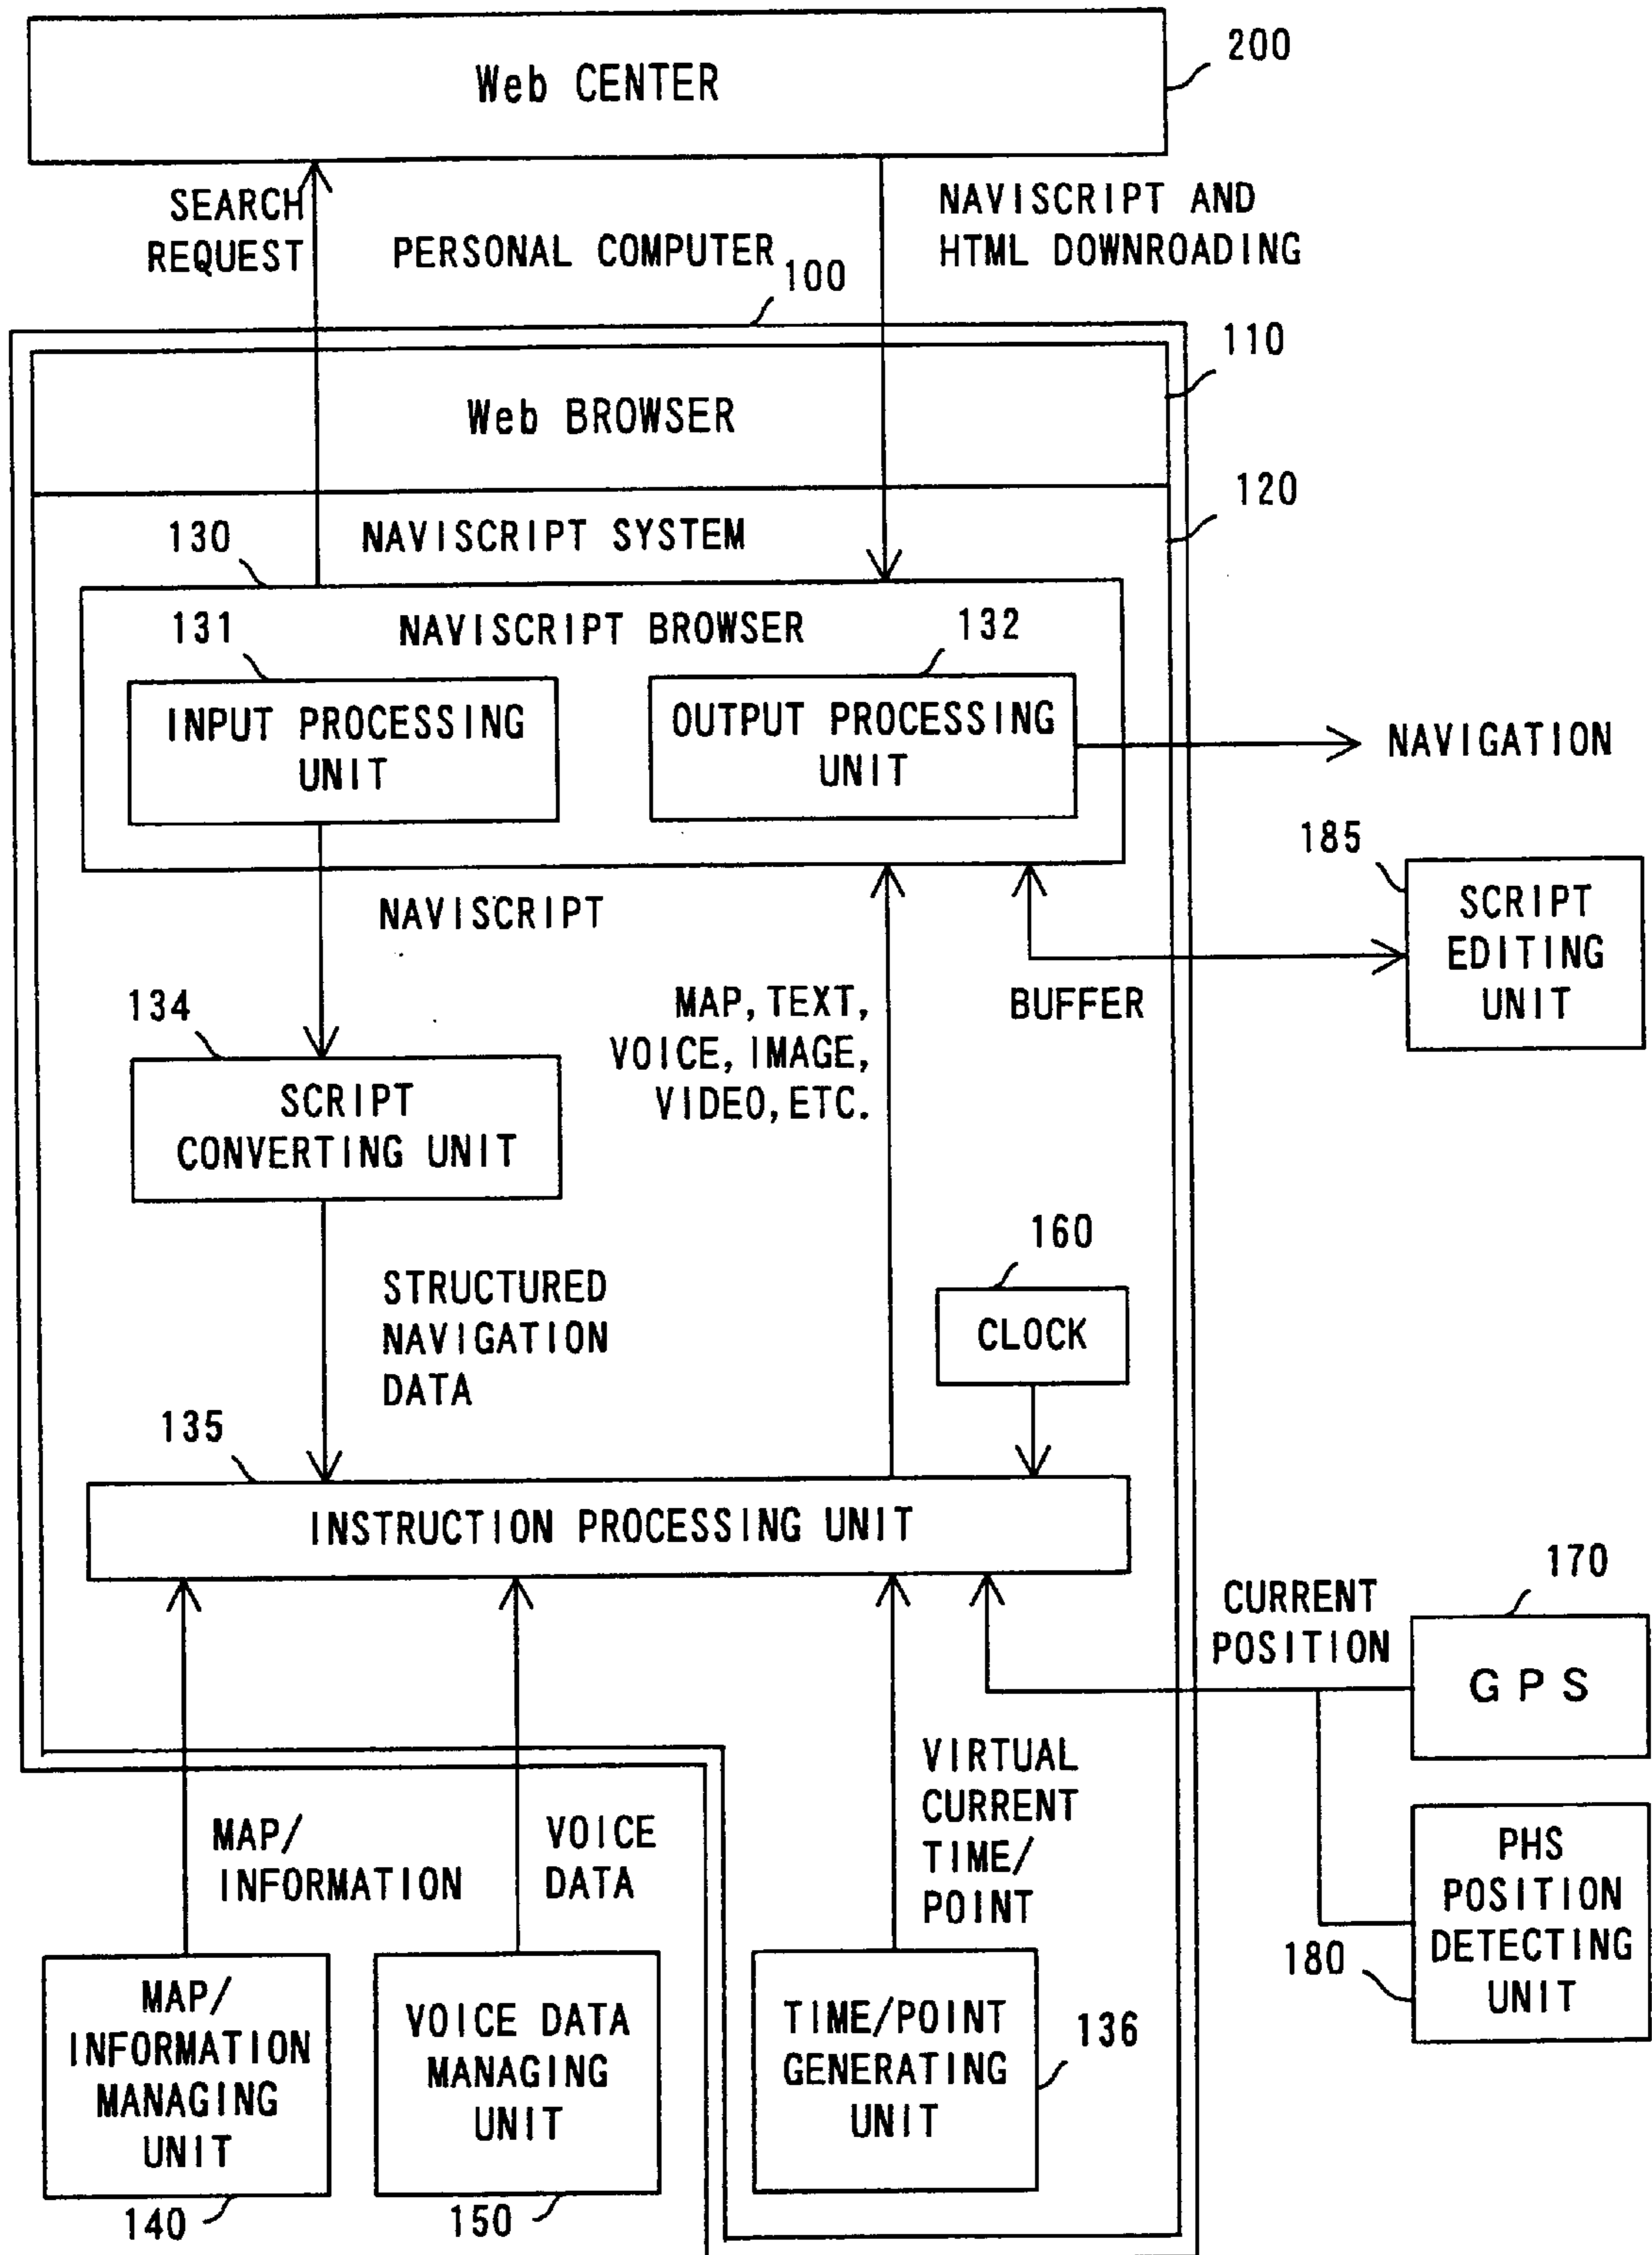 200
Web CENTER
SEARCH
REQUEST
NAVISCRIPT AND
HTML DOWNROADING
PERSONAL COMPUTER
100
110
Web BROWSER
120
130
NAVISCRIPT SYSTEM
131
NAVISCRIPT BROWSER
132
INPUT PROCESSING
UNIT
OUTPUT PROCESSING
UNIT
NAVIGATION
185
SCRIPT
EDITING
UNIT
NAVISCRIPT
BUFFER
134
MAP, TEXT,
VOICE, IMAGE,
VIDEO, ETC.
SCRIPT
CONVERTING UNIT
160
CLOCK
STRUCTURED
NAVIGATION
DATA
135
INSTRUCTION PROCESSING UNIT
170
CURRENT
POSITION
GPS
VIRTUAL
CURRENT
TIME/
POINT
MAP/
INFORMATION
VOICE
DATA
PHS
POSITION
DETECTING
UNIT
180
MAP/
INFORMATION
MANAGING
UNIT
140
VOICE DATA
MANAGING
UNIT
150
TIME/POINT
GENERATING
UNIT
136